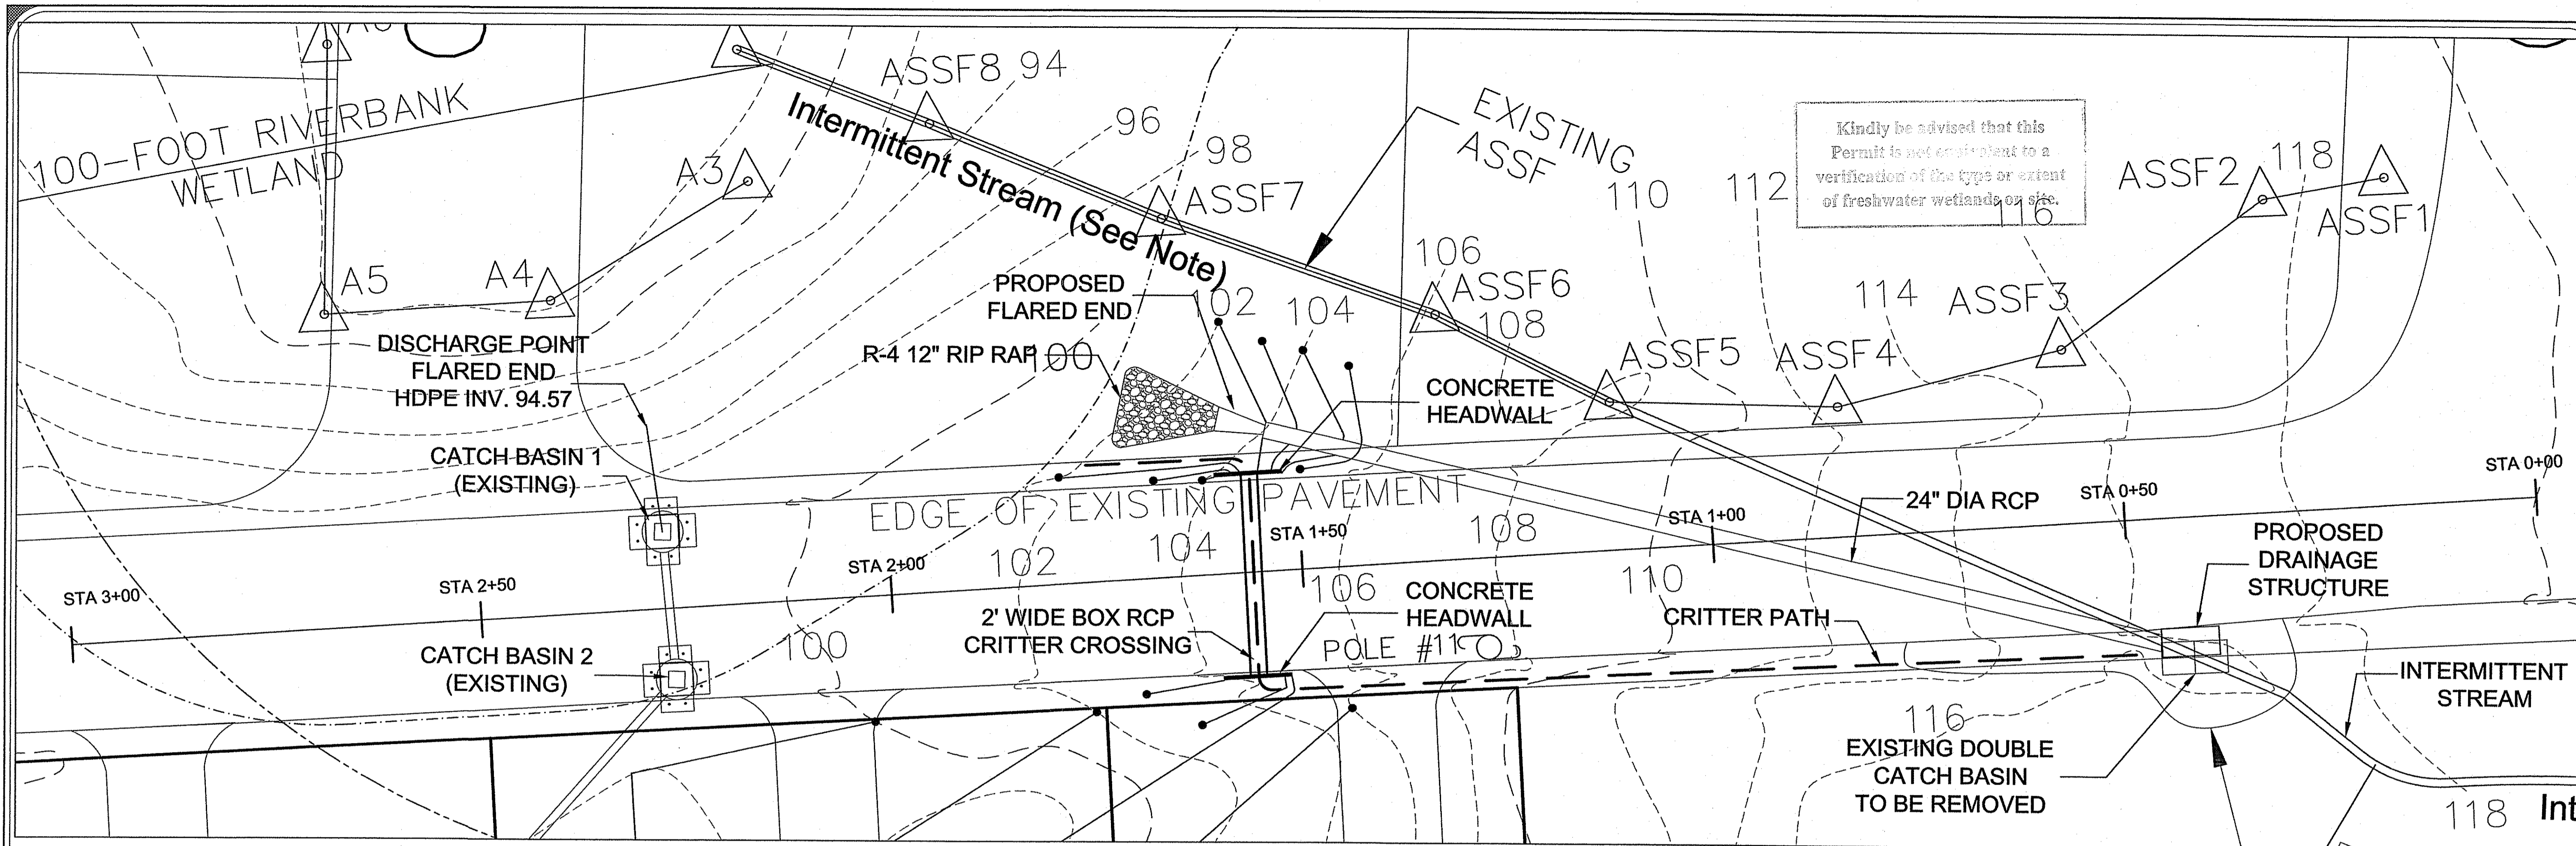 ASSF8
94
96
98
Intermittent Stream (See Note)
100-FOOT RIVERBANK
WETLAND
A3
A4
A5
ASSF7
EXISTING
ASSF
Kindly be advised that this
Permit is not equivalent to a
verification of the type or extent
of freshwater wetlands on site.
110
112
116
ASSF2
118
ASSF1
106
ASSF6
108
114
ASSF3
ASSF5
ASSF4
PROPOSED
FLARED END
102
104
R-4 12" RIP RAP
100
DISCHARGE POINT
FLARED END
HDPE INV. 94.57
CONCRETE
HEADWALL
CATCH BASIN 1
(EXISTING)
EDGE OF EXISTING PAVEMENT
STA 0+00
STA 0+50
24" DIA RCP
STA 1+00
108
STA 1+50
104
102
STA 2+00
STA 2+50
STA 3+00
PROPOSED
DRAINAGE
STRUCTURE
106
110
CONCRETE
HEADWALL
CRITTER PATH
2' WIDE BOX RCP
CRITTER CROSSING
POLE #11
100
CATCH BASIN 2
(EXISTING)
INTERMITTENT
STREAM
116
EXISTING DOUBLE
CATCH BASIN
TO BE REMOVED
118
Int